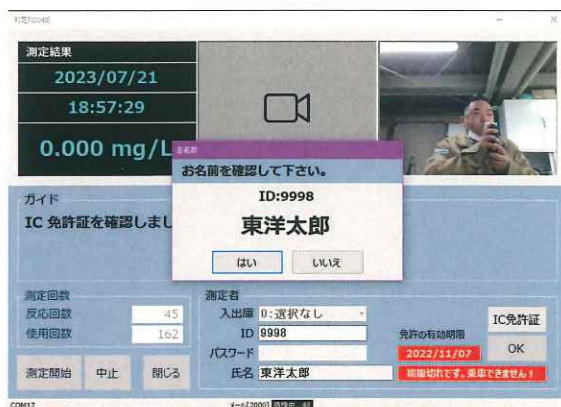 測定結果
2023/07/21
18:57:29
0.000 mg/L
お名前を確認して下さい。
ID:9998
東洋太郎
はい
いいえ
ガイド
IC 免許証を確認しまし
測定回数
反応回数 45
使用回数 162
測定開始 中止 閉じる
測定者
入出庫 0:選択なし
ID 9998
パスワード
氏名 東洋太郎
免許の有効期限
2022/11/07
期限切れです。乗車できません!
IC免許証
OK
COM17